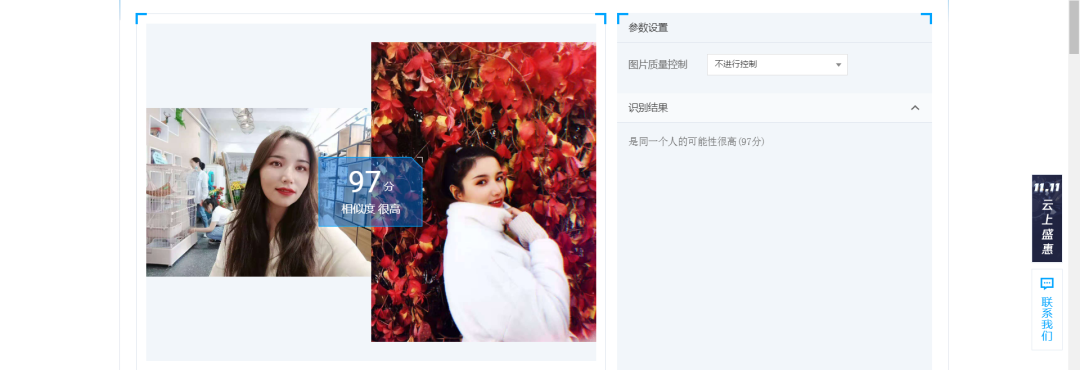 97分
相似度 很高
参数设置
图片质量控制
不进行控制
识别结果
是同一个人的可能性很高(97分)
11.11
云
上
盛
惠
联
系
我
们